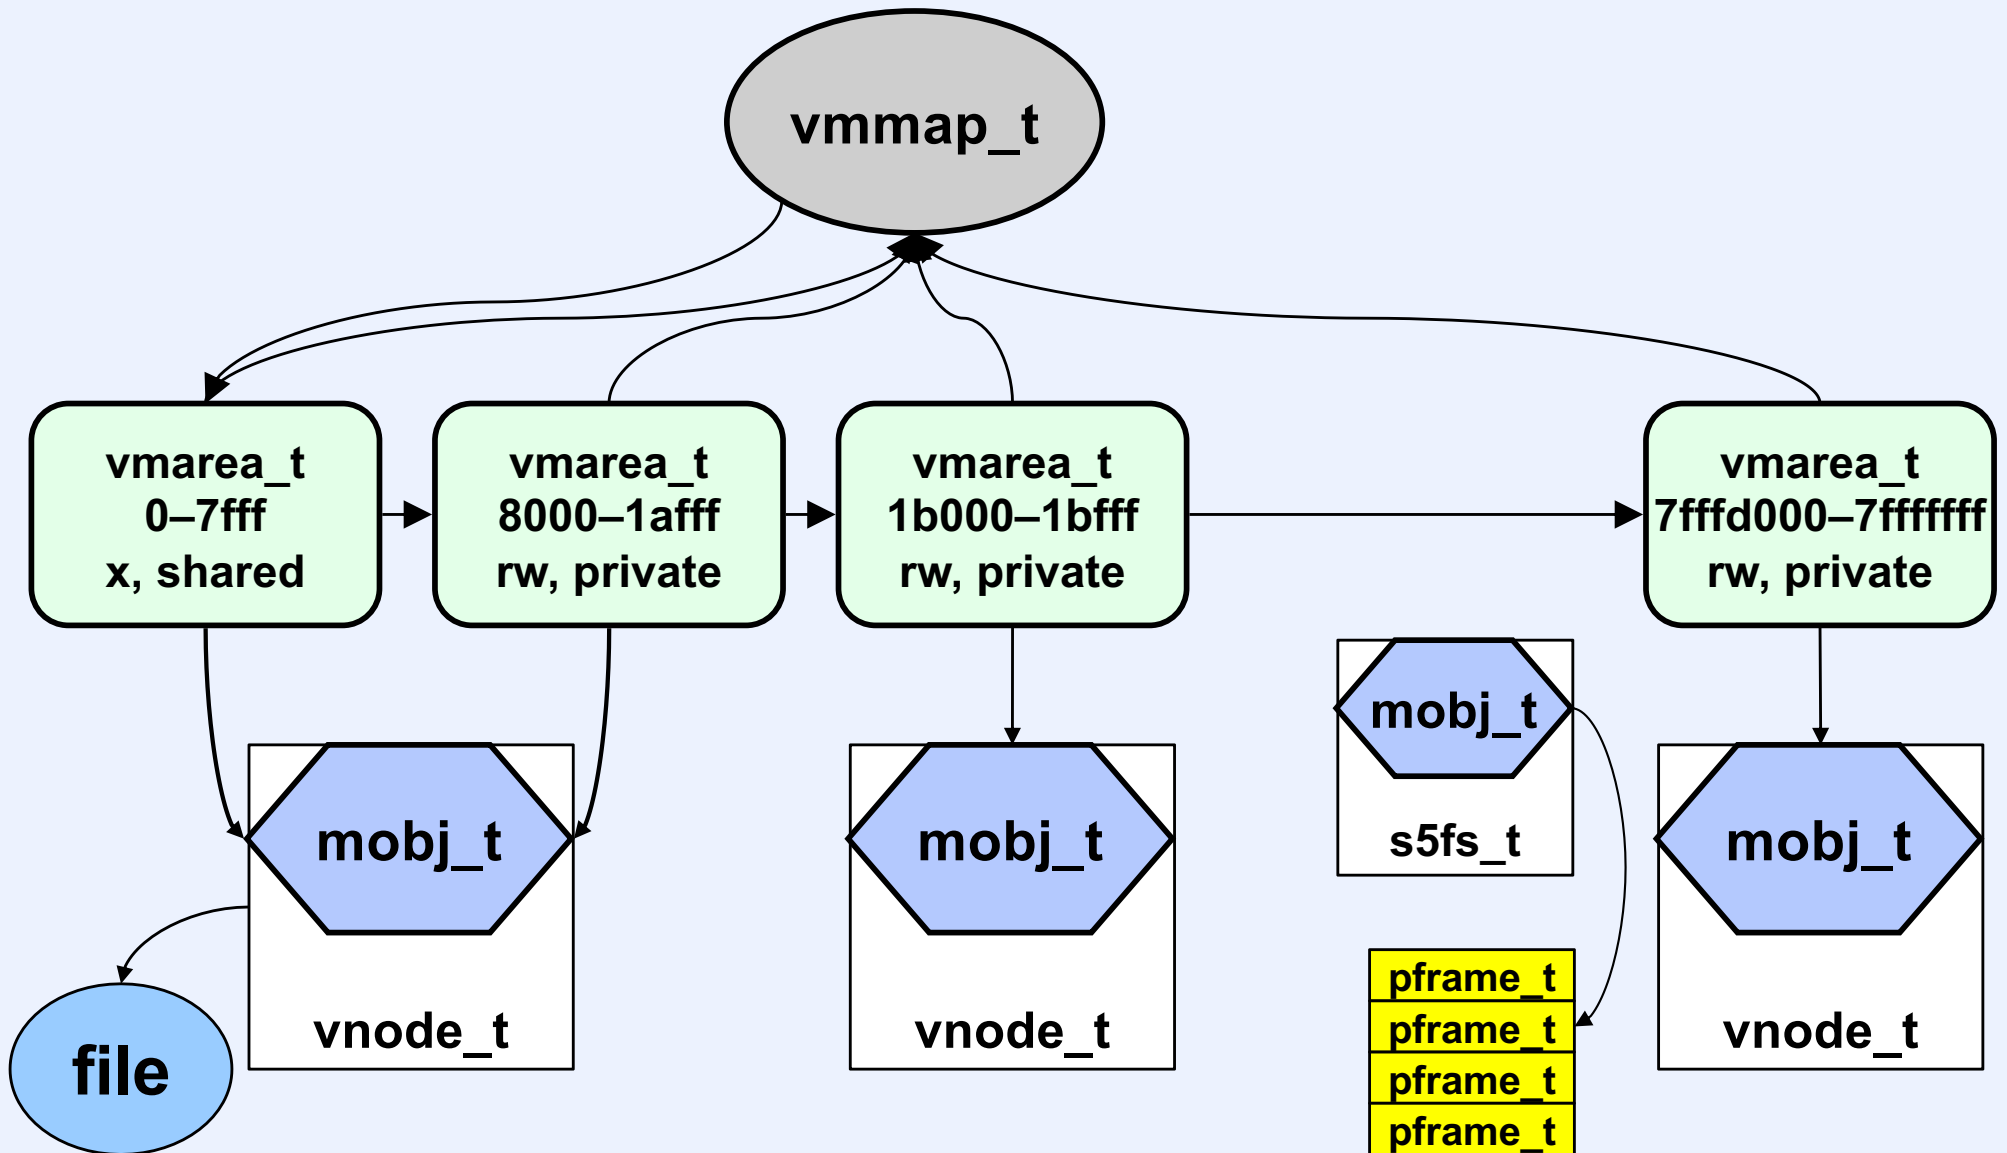 vmmap_t
vmarea_t
0–7fff
x, shared
vmarea_t
8000–1afff
rw, private
vmarea_t
1b000–1bfff
rw, private
vmarea_t
7fffd000–7fffffff
rw, private
mobj_t
vnode_t
file
mobj_t
vnode_t
mobj_t
s5fs_t
pframe_t
pframe_t
pframe_t
pframe_t
mobj_t
vnode_t